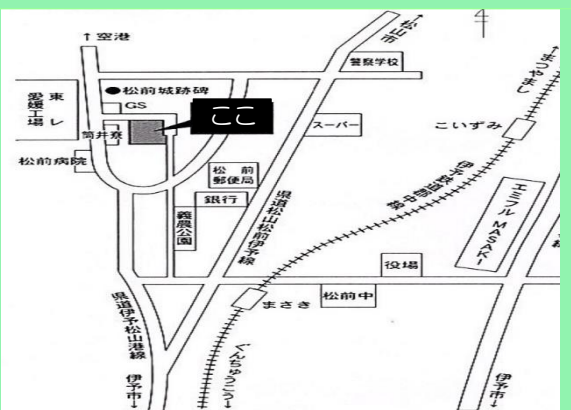 ↑空港
↑松山市
警察学校
↑まつやまし
●松前城跡碑
GS
東レ
愛媛工場
ココ
筒井寮
スーパー
こいずみ
松前病院
松前
郵便局
銀行
義農公園
県道松山松前伊予線
伊予鉄道郡中線
エミフルMASAKI
役場
松前中
まさき
県道伊予松山港線
ぐんちゅうこう↓
伊予市↓
伊予市↓